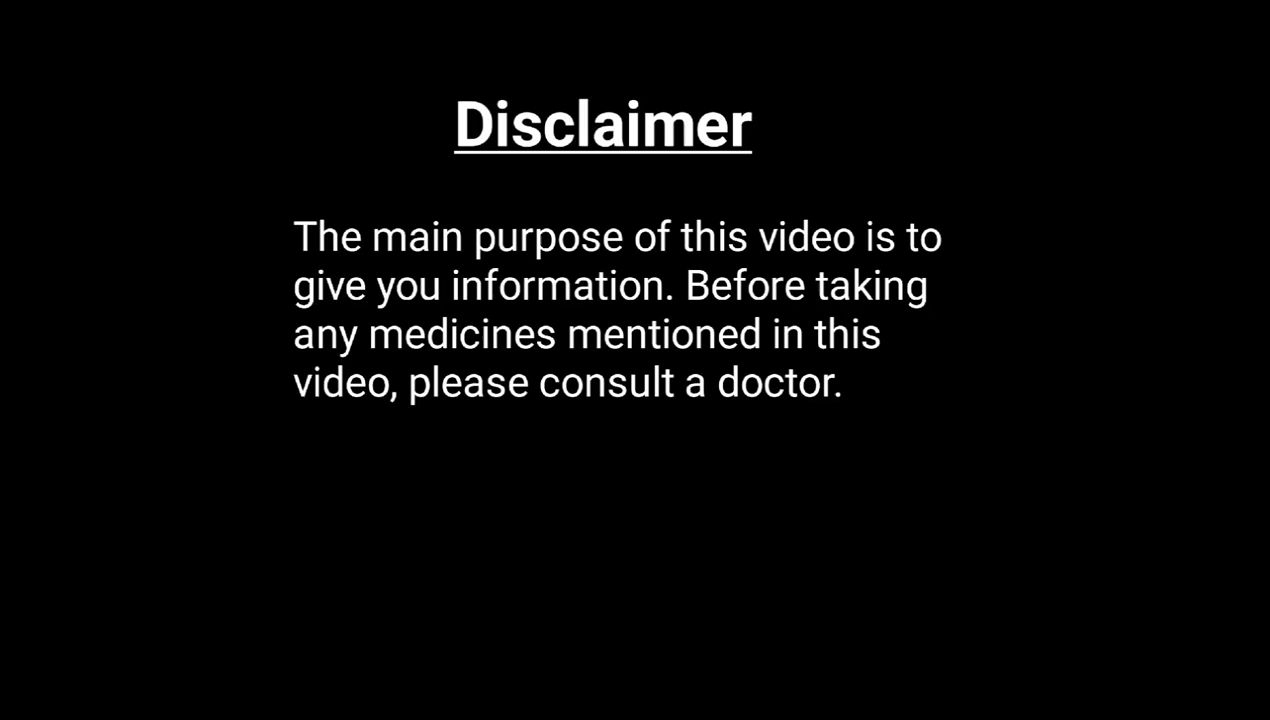 Disclaimer
The main purpose of this video is to
give you information. Before taking
any medicines mentioned in this
video, please consult a doctor.